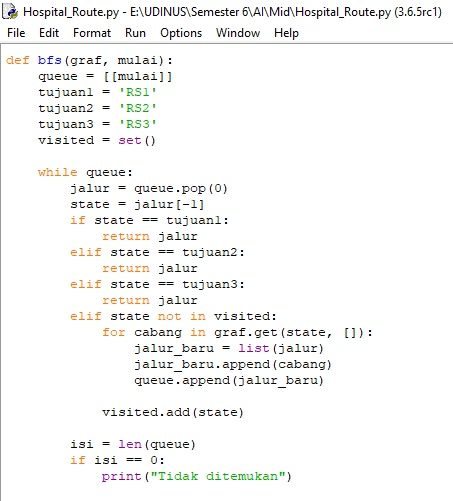 Hospital_Route.py - E:\UDINUS\Semester 6\AI\Mid\Hospital_Route.py (3.6.5rc1)
File Edit Format Run Options Window Help
def bfs(graf, mulai):
    queue = [[mulai]]
    tujuan1 = 'RS1'
    tujuan2 = 'RS2'
    tujuan3 = 'RS3'
    visited = set()

    while queue:
        jalur = queue.pop(0)
        state = jalur[-1]
        if state == tujuan1:
            return jalur
        elif state == tujuan2:
            return jalur
        elif state == tujuan3:
            return jalur
        elif state not in visited:
            for cabang in graf.get(state, []):
                jalur_baru = list(jalur)
                jalur_baru.append(cabang)
                queue.append(jalur_baru)

            visited.add(state)

        isi = len(queue)
        if isi == 0:
            print("Tidak ditemukan")